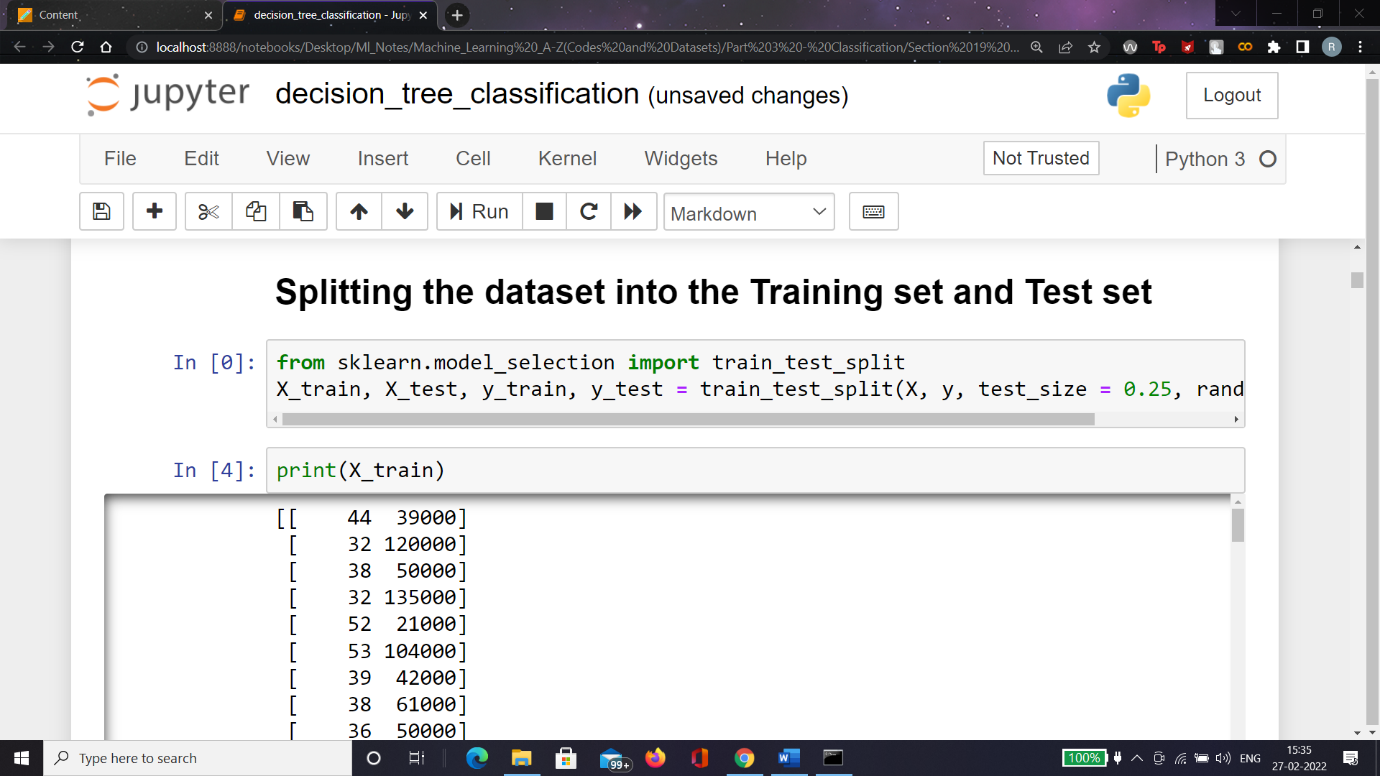 Content
decision_tree_classification - Jupy
localhost:8888/notebooks/Desktop/Ml_Notes/Machine_Learning%20_A-Z(Codes%20and%20Datasets)/Part%203%20-%20Classification/Section%2019%20...
Tp
R
jupyter decision_tree_classification (unsaved changes)
Logout
File Edit View Insert Cell Kernel Widgets Help Not Trusted Python 3
Run Markdown
Splitting the dataset into the Training set and Test set
In [0]: from sklearn.model_selection import train_test_split
X_train, X_test, y_train, y_test = train_test_split(X, y, test_size = 0.25, rand
In [4]: print(X_train)
[[ 44 39000]
[ 32 120000]
[ 38 50000]
[ 32 135000]
[ 52 21000]
[ 53 104000]
[ 39 42000]
[ 38 61000]
[ 36 50000]
Type here to search
99+
100%
ENG
15:35
27-02-2022